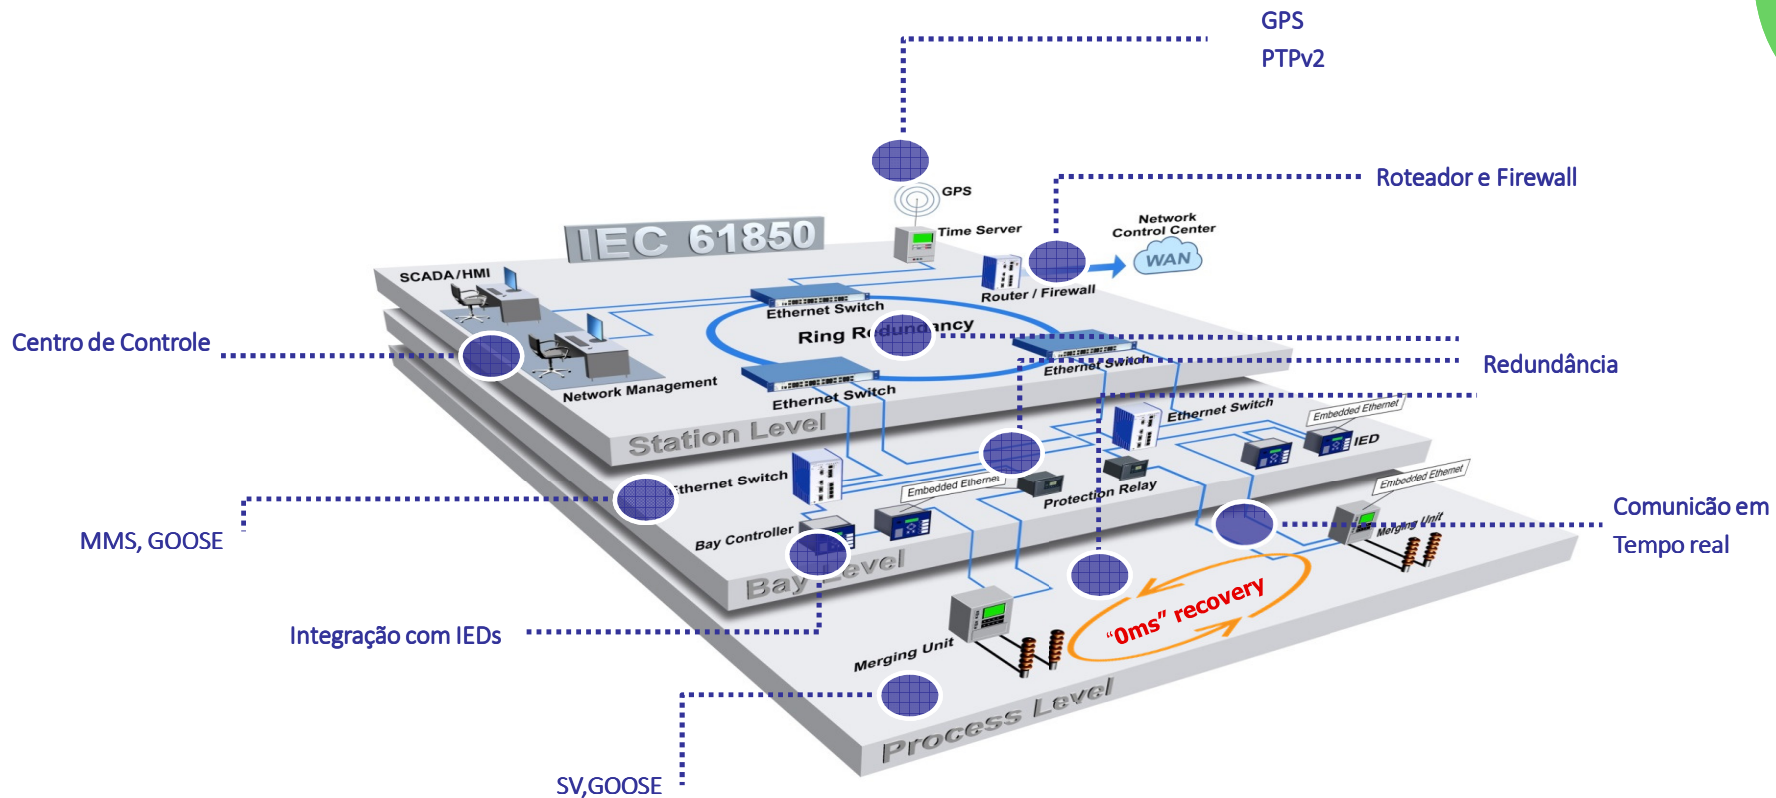 GPS
PTPv2
Roteador e Firewall
GPS
Time Server
Network
Control Center
WAN
IEC 61850
SCADA/HMI
Router / Firewall
Ethernet Switch
Ring Redundancy
Centro de Controle
Ethernet Switch
Redundância
Network Management
Ethernet Switch
Station Level
Ethernet Switch
Embedded Ethernet
IED
Ethernet Switch
Embedded Ethernet
Embedded Ethernet
Protection Relay
Bay Controller
Merging Unit
Comunicão em
Tempo real
MMS, GOOSE
Bay Level
"0ms" recovery
Integração com IEDs
Merging Unit
Process Level
SV,GOOSE